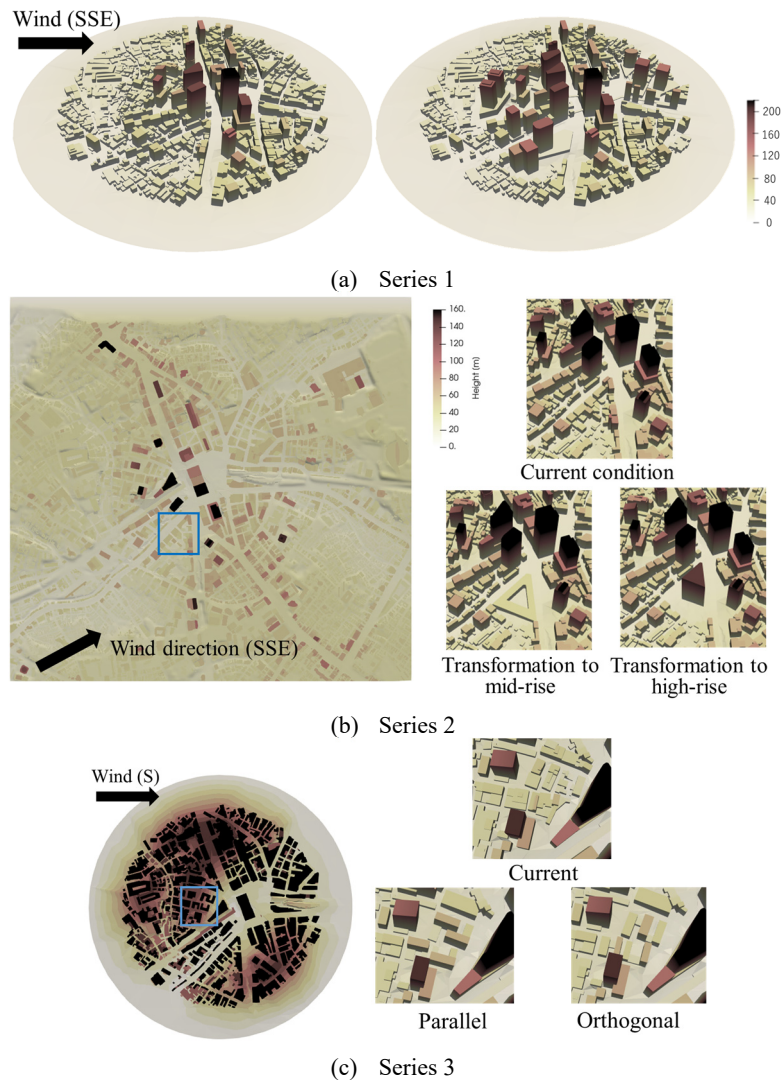 Wind (SSE)
220
200
160
120
80
40
0
(a) Series 1
160.
140
120
100
80
60
40
20
0.
Height (m)
Current condition
Wind direction (SSE)
Transformation to
mid-rise
Transformation to
high-rise
(b) Series 2
Wind (S)
Current
Parallel
Orthogonal
(c) Series 3